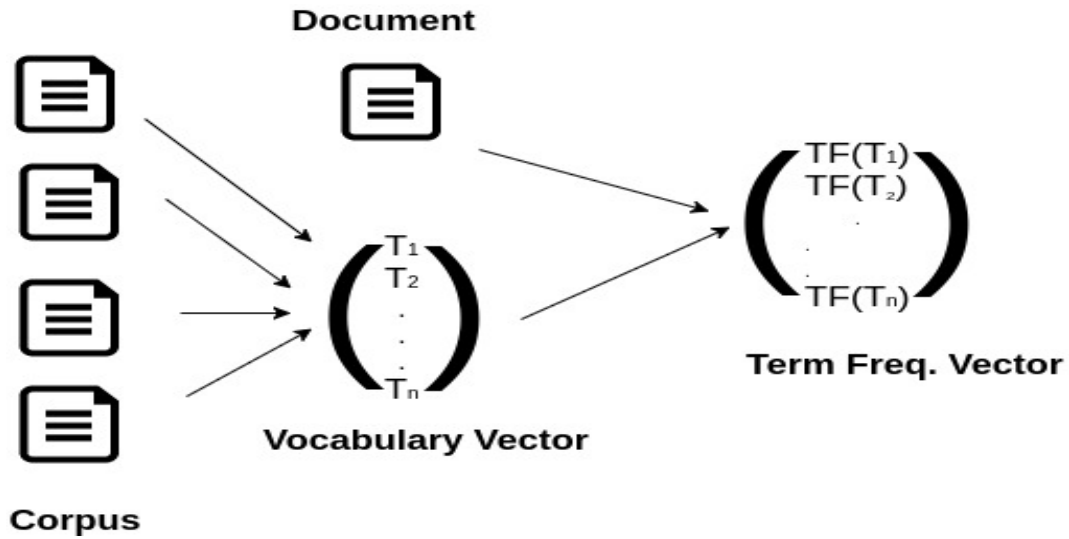 Document
T1
T2
.
.
.
Tn
Vocabulary Vector
Corpus
TF(T1)
TF(T2)
.
.
.
TF(Tn)
Term Freq. Vector